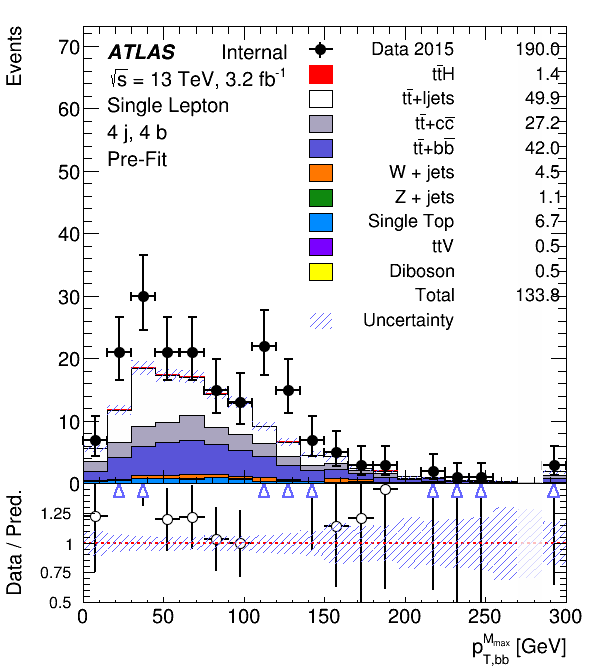 Events
70
60
50
40
30
20
10
0
ATLAS Internal
√s = 13 TeV, 3.2 fb⁻¹
Single Lepton
4 j, 4 b
Pre-Fit
Data 2015 190.0
tt̄H 1.4
tt̄+ljets 49.9
tt̄+cc̄ 27.2
tt̄+bb̄ 42.0
W + jets 4.5
Z + jets 1.1
Single Top 6.7
ttV 0.5
Diboson 0.5
Total 133.8
Uncertainty
Data / Pred.
1.25
1
0.75
0.5
0 50 100 150 200 250 300
p_{T,bb}^{M_{max}} [GeV]